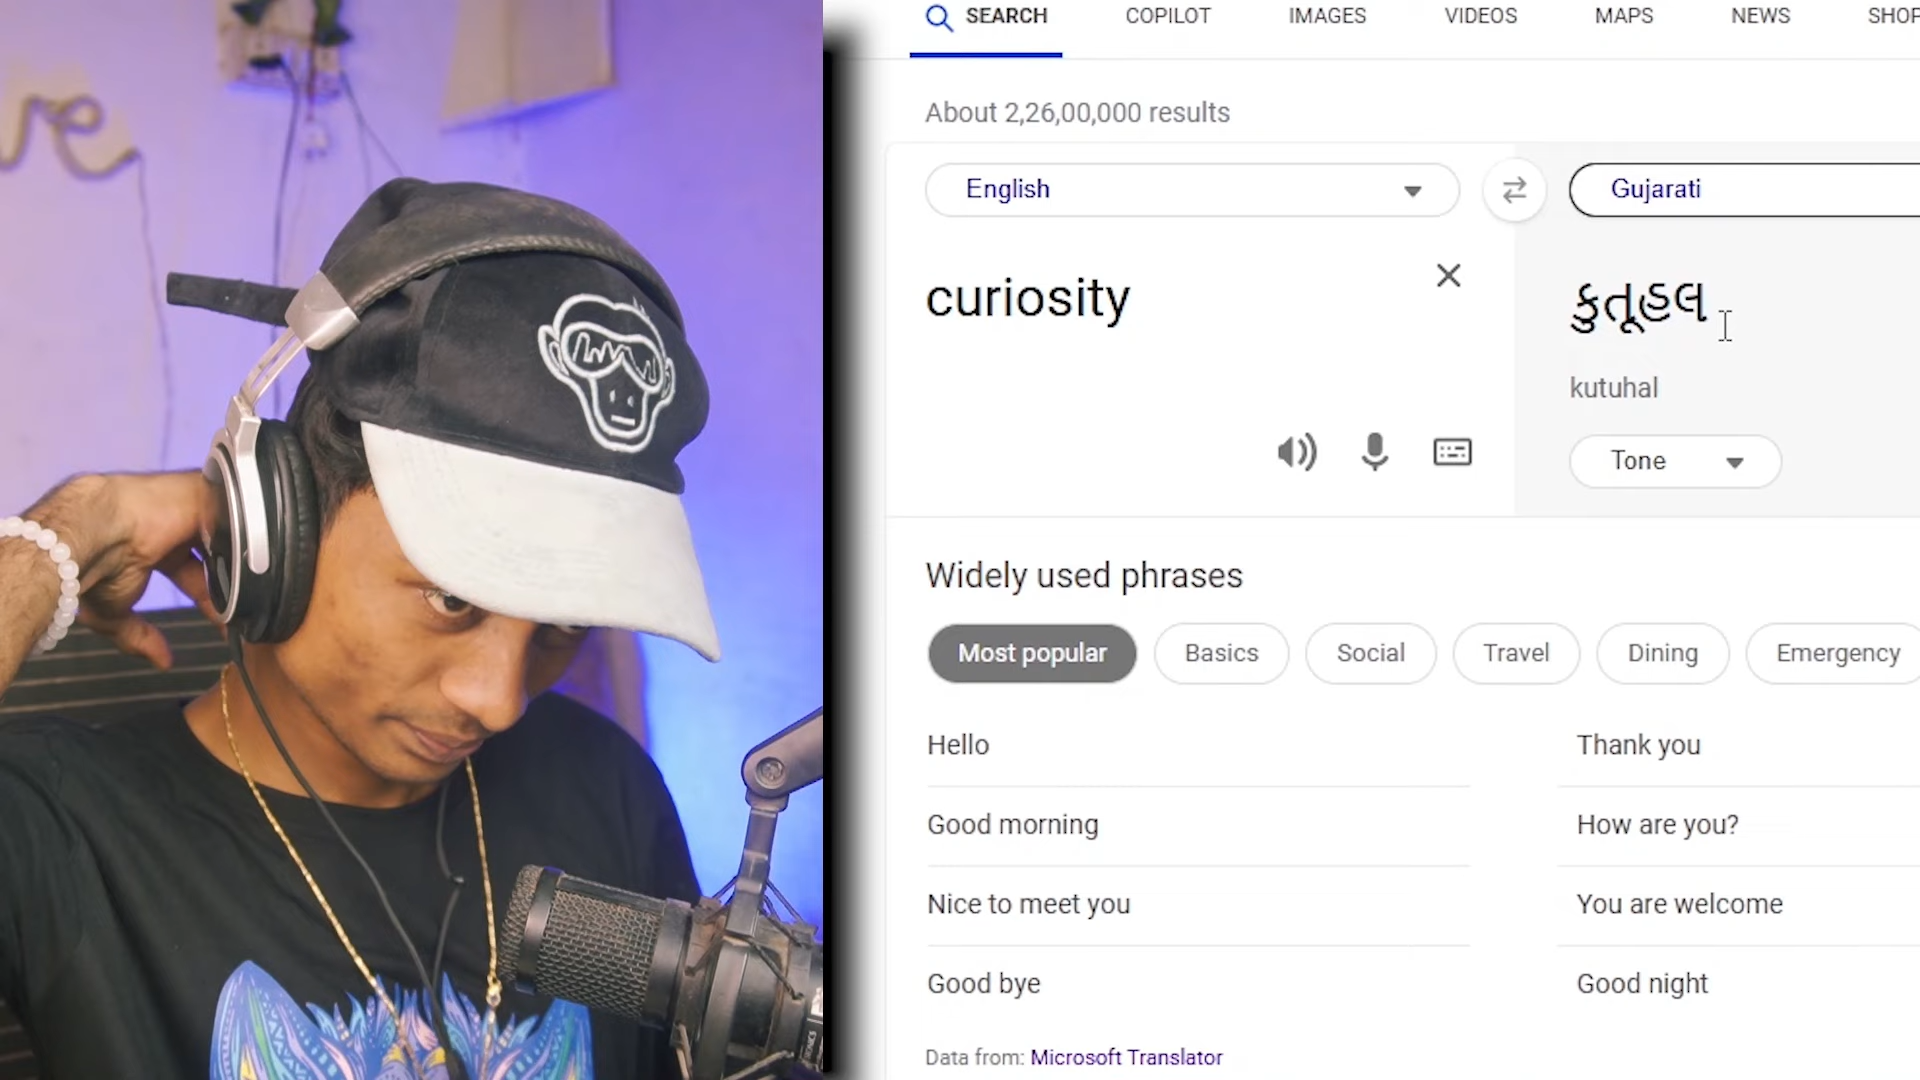 ve
SEARCH COPILOT IMAGES VIDEOS MAPS NEWS
About 2,26,00,000 results
English Gujarati
curiosity કુતૂહલ
kutuhal
Tone
Widely used phrases
Most popular Basics Social Travel Dining Emergency
Hello Thank you
Good morning How are you?
Nice to meet you You are welcome
Good bye Good night
Data from: Microsoft Translator